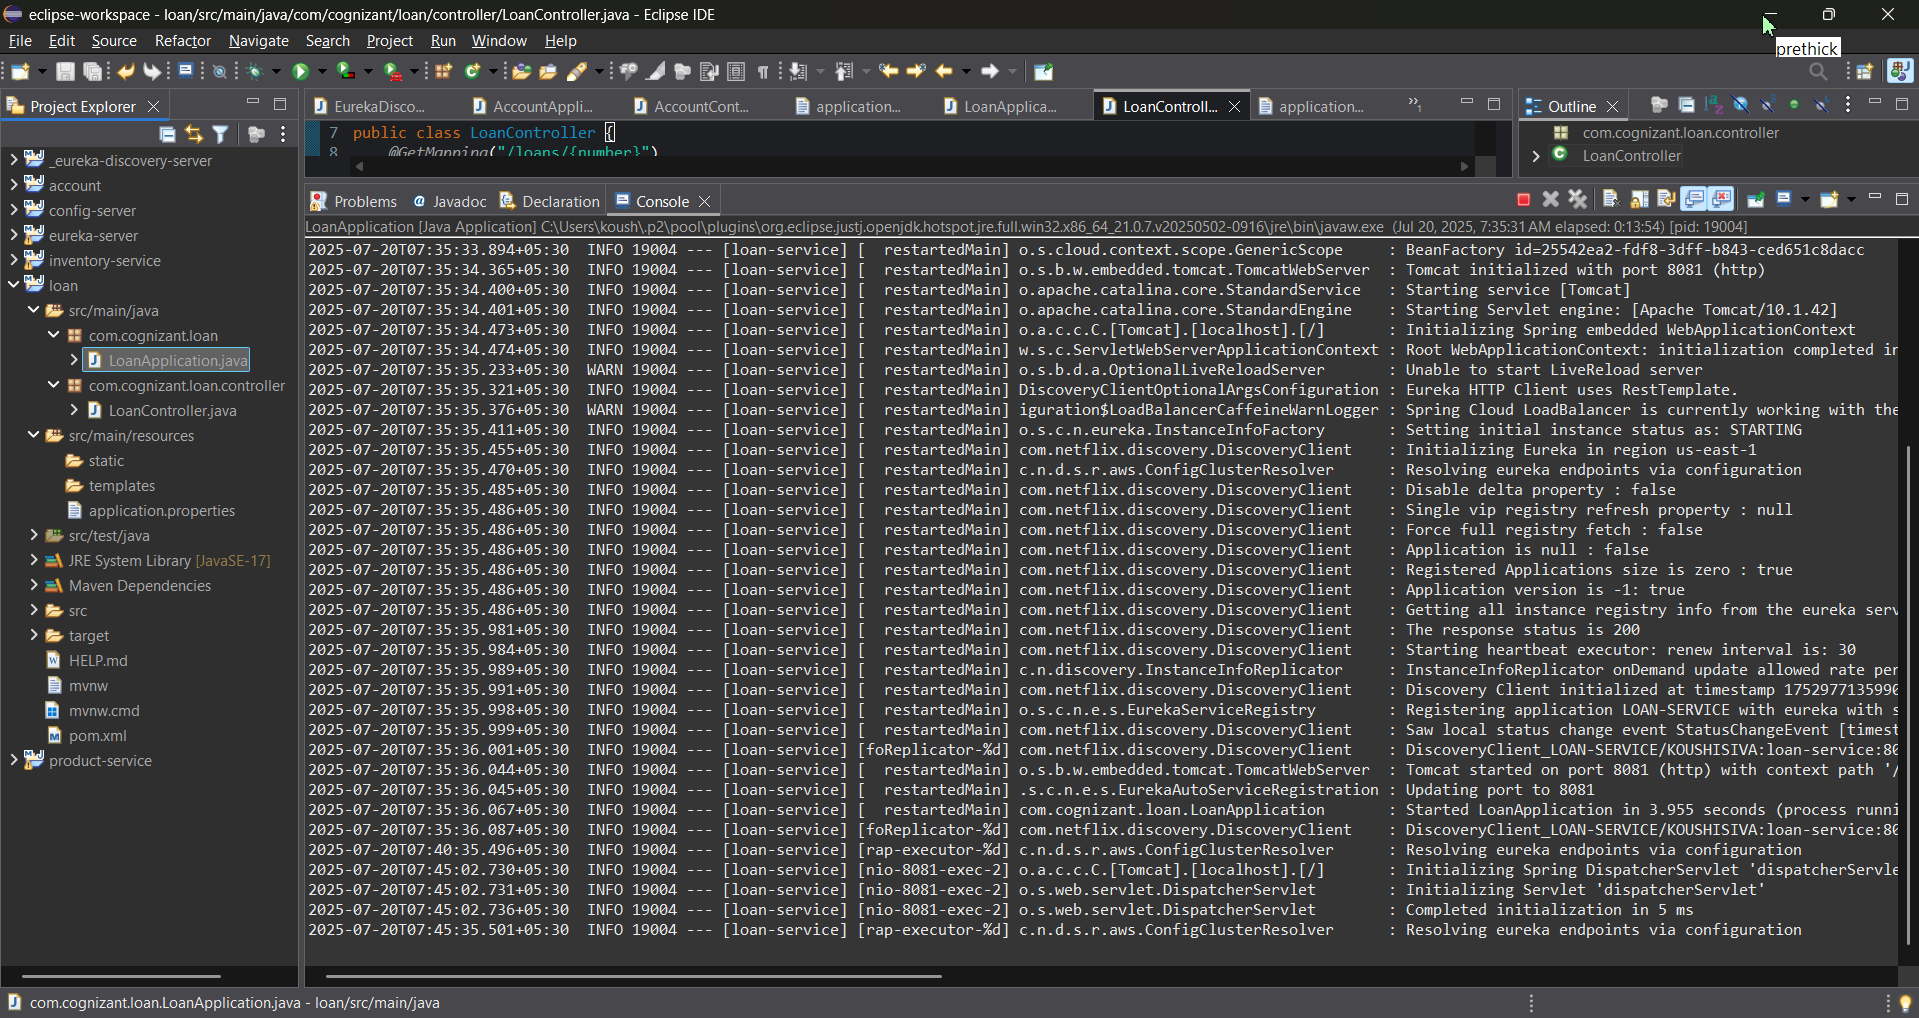 eclipse-workspace - loan/src/main/java/com/cognizant/loan/controller/LoanController.java - Eclipse IDE
prethick
File Edit Source Refactor Navigate Search Project Run Window Help
Project Explorer
EurekaDisco... AccountAppli... AccountCont... application... LoanApplica... LoanControll... application... 1
Outline
7 public class LoanController {
8 @GetMapping("/loans/{number}")
com.cognizant.loan.controller
LoanController
_eureka-discovery-server
account
config-server
eureka-server
inventory-service
loan
src/main/java
com.cognizant.loan
LoanApplication.java
com.cognizant.loan.controller
LoanController.java
src/main/resources
static
templates
application.properties
src/test/java
JRE System Library [JavaSE-17]
Maven Dependencies
src
target
HELP.md
mvnw
mvnw.cmd
pom.xml
product-service
Problems @ Javadoc Declaration Console
LoanApplication [Java Application] C:\Users\koush\.p2\pool\plugins\org.eclipse.justj.openjdk.hotspot.jre.full.win32.x86_64_21.0.7.v20250502-0916\jre\bin\javaw.exe (Jul 20, 2025, 7:35:31 AM elapsed: 0:13:54) [pid: 19004]
2025-07-20T07:35:33.894+05:30 INFO 19004 --- [loan-service] [ restartedMain] o.s.cloud.context.scope.GenericScope : BeanFactory id=25542ea2-fdf8-3dff-b843-ced651c8dacc
2025-07-20T07:35:34.365+05:30 INFO 19004 --- [loan-service] [ restartedMain] o.s.b.w.embedded.tomcat.TomcatWebServer : Tomcat initialized with port 8081 (http)
2025-07-20T07:35:34.400+05:30 INFO 19004 --- [loan-service] [ restartedMain] o.apache.catalina.core.StandardService : Starting service [Tomcat]
2025-07-20T07:35:34.401+05:30 INFO 19004 --- [loan-service] [ restartedMain] o.apache.catalina.core.StandardEngine : Starting Servlet engine: [Apache Tomcat/10.1.42]
2025-07-20T07:35:34.473+05:30 INFO 19004 --- [loan-service] [ restartedMain] o.a.c.c.C.[Tomcat].[localhost].[/] : Initializing Spring embedded WebApplicationContext
2025-07-20T07:35:34.474+05:30 INFO 19004 --- [loan-service] [ restartedMain] w.s.c.ServletWebServerApplicationContext : Root WebApplicationContext: initialization completed in
2025-07-20T07:35:35.233+05:30 WARN 19004 --- [loan-service] [ restartedMain] o.s.b.d.a.OptionalLiveReloadServer : Unable to start LiveReload server
2025-07-20T07:35:35.321+05:30 INFO 19004 --- [loan-service] [ restartedMain] DiscoveryClientOptionalArgsConfiguration : Eureka HTTP Client uses RestTemplate.
2025-07-20T07:35:35.376+05:30 WARN 19004 --- [loan-service] [ restartedMain] iguration$LoadBalancerCaffeineWarnLogger : Spring Cloud LoadBalancer is currently working with the
2025-07-20T07:35:35.411+05:30 INFO 19004 --- [loan-service] [ restartedMain] o.s.c.n.eureka.InstanceInfoFactory : Setting initial instance status as: STARTING
2025-07-20T07:35:35.455+05:30 INFO 19004 --- [loan-service] [ restartedMain] com.netflix.discovery.DiscoveryClient : Initializing Eureka in region us-east-1
2025-07-20T07:35:35.470+05:30 INFO 19004 --- [loan-service] [ restartedMain] c.n.d.s.r.aws.ConfigClusterResolver : Resolving eureka endpoints via configuration
2025-07-20T07:35:35.485+05:30 INFO 19004 --- [loan-service] [ restartedMain] com.netflix.discovery.DiscoveryClient : Disable delta property : false
2025-07-20T07:35:35.486+05:30 INFO 19004 --- [loan-service] [ restartedMain] com.netflix.discovery.DiscoveryClient : Single vip registry refresh property : null
2025-07-20T07:35:35.486+05:30 INFO 19004 --- [loan-service] [ restartedMain] com.netflix.discovery.DiscoveryClient : Force full registry fetch : false
2025-07-20T07:35:35.486+05:30 INFO 19004 --- [loan-service] [ restartedMain] com.netflix.discovery.DiscoveryClient : Application is null : false
2025-07-20T07:35:35.486+05:30 INFO 19004 --- [loan-service] [ restartedMain] com.netflix.discovery.DiscoveryClient : Registered Applications size is zero : true
2025-07-20T07:35:35.486+05:30 INFO 19004 --- [loan-service] [ restartedMain] com.netflix.discovery.DiscoveryClient : Application version is -1: true
2025-07-20T07:35:35.486+05:30 INFO 19004 --- [loan-service] [ restartedMain] com.netflix.discovery.DiscoveryClient : Getting all instance registry info from the eureka serv
2025-07-20T07:35:35.981+05:30 INFO 19004 --- [loan-service] [ restartedMain] com.netflix.discovery.DiscoveryClient : The response status is 200
2025-07-20T07:35:35.984+05:30 INFO 19004 --- [loan-service] [ restartedMain] com.netflix.discovery.DiscoveryClient : Starting heartbeat executor: renew interval is: 30
2025-07-20T07:35:35.989+05:30 INFO 19004 --- [loan-service] [ restartedMain] c.n.discovery.InstanceInfoReplicator : InstanceInfoReplicator onDemand update allowed rate per
2025-07-20T07:35:35.991+05:30 INFO 19004 --- [loan-service] [ restartedMain] com.netflix.discovery.DiscoveryClient : Discovery Client initialized at timestamp 1752977135990
2025-07-20T07:35:35.998+05:30 INFO 19004 --- [loan-service] [ restartedMain] o.s.c.n.e.s.EurekaServiceRegistry : Registering application LOAN-SERVICE with eureka with s
2025-07-20T07:35:35.999+05:30 INFO 19004 --- [loan-service] [ restartedMain] com.netflix.discovery.DiscoveryClient : Saw local status change event StatusChangeEvent [timest
2025-07-20T07:35:36.001+05:30 INFO 19004 --- [loan-service] [foReplicator-%d] com.netflix.discovery.DiscoveryClient : DiscoveryClient_LOAN-SERVICE/KOUSHISIVA:loan-service:80
2025-07-20T07:35:36.044+05:30 INFO 19004 --- [loan-service] [ restartedMain] o.s.b.w.embedded.tomcat.TomcatWebServer : Tomcat started on port 8081 (http) with context path '/
2025-07-20T07:35:36.045+05:30 INFO 19004 --- [loan-service] [ restartedMain] .s.c.n.e.s.EurekaAutoServiceRegistration : Updating port to 8081
2025-07-20T07:35:36.067+05:30 INFO 19004 --- [loan-service] [ restartedMain] com.cognizant.loan.LoanApplication : Started LoanApplication in 3.955 seconds (process runni
2025-07-20T07:35:36.087+05:30 INFO 19004 --- [loan-service] [foReplicator-%d] com.netflix.discovery.DiscoveryClient : DiscoveryClient_LOAN-SERVICE/KOUSHISIVA:loan-service:80
2025-07-20T07:40:35.496+05:30 INFO 19004 --- [loan-service] [rap-executor-%d] c.n.d.s.r.aws.ConfigClusterResolver : Resolving eureka endpoints via configuration
2025-07-20T07:45:02.730+05:30 INFO 19004 --- [loan-service] [nio-8081-exec-2] o.a.c.c.C.[Tomcat].[localhost].[/] : Initializing Spring DispatcherServlet 'dispatcherServle
2025-07-20T07:45:02.731+05:30 INFO 19004 --- [loan-service] [nio-8081-exec-2] o.s.web.servlet.DispatcherServlet : Initializing Servlet 'dispatcherServlet'
2025-07-20T07:45:02.736+05:30 INFO 19004 --- [loan-service] [nio-8081-exec-2] o.s.web.servlet.DispatcherServlet : Completed initialization in 5 ms
2025-07-20T07:45:35.501+05:30 INFO 19004 --- [loan-service] [rap-executor-%d] c.n.d.s.r.aws.ConfigClusterResolver : Resolving eureka endpoints via configuration
com.cognizant.loan.LoanApplication.java - loan/src/main/java